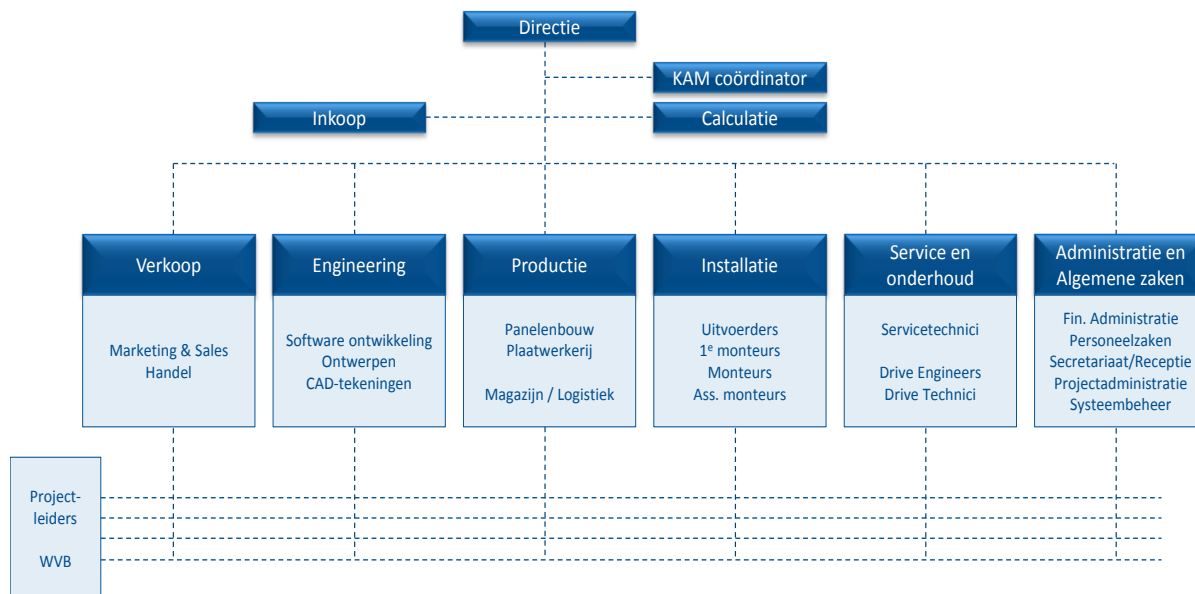 Directie
KAM coördinator
Inkoop
Calculatie
Verkoop
Marketing & Sales
Handel
Engineering
Software ontwikkeling
Ontwerpen
CAD-tekeningen
Productie
Panelenbouw
Plaatwerkerij
Magazijn / Logistiek
Installatie
Uitvoerders
1e monteurs
Monteurs
Ass. monteurs
Service en
onderhoud
Servicetechnici
Drive Engineers
Drive Technici
Administratie en
Algemene zaken
Fin. Administratie
Personeelzaken
Secretariaat/Receptie
Projectadministratie
Systeembeheer
Project-
leiders
WVB